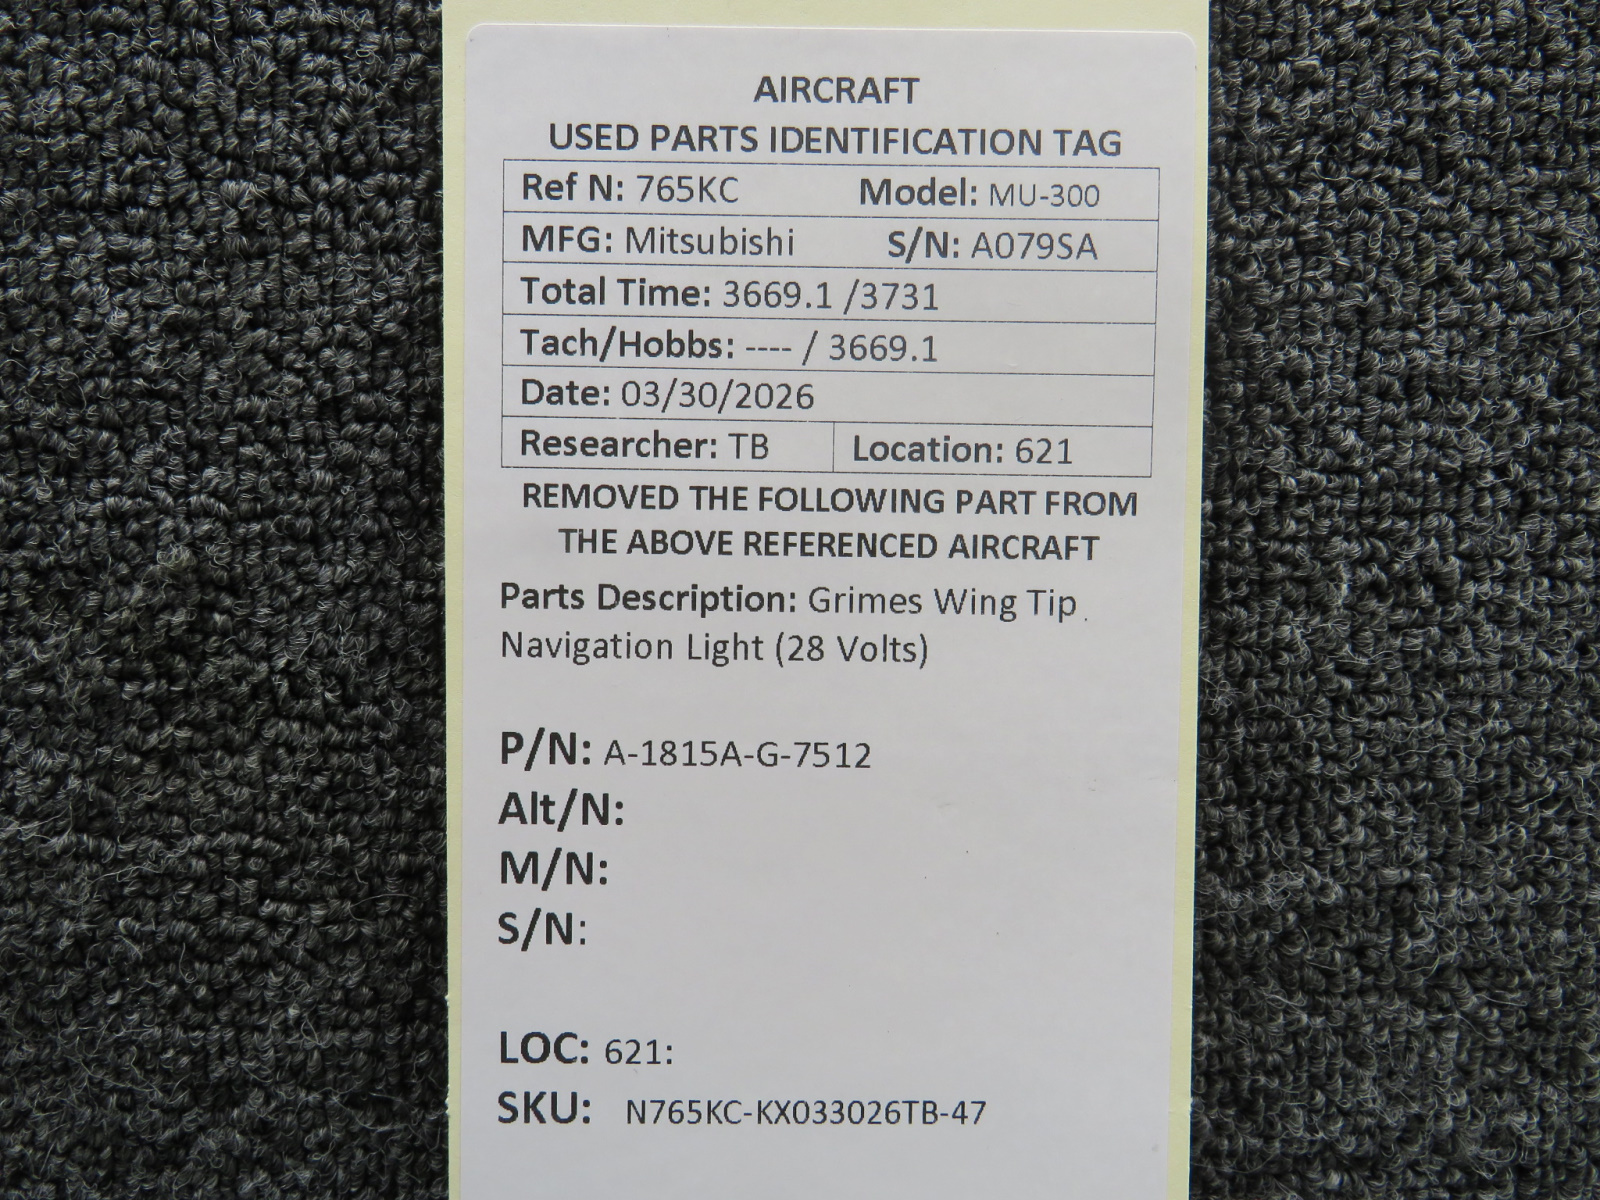 AIRCRAFT
USED PARTS IDENTIFICATION TAG
Ref N: 765KC Model: MU-300
MFG: Mitsubishi S/N: A079SA
Total Time: 3669.1 /3731
Tach/Hobbs: ---- / 3669.1
Date: 03/30/2026
Researcher: TB Location: 621
REMOVED THE FOLLOWING PART FROM
THE ABOVE REFERENCED AIRCRAFT
Parts Description: Grimes Wing Tip
Navigation Light (28 Volts)
P/N: A-1815A-G-7512
Alt/N:
M/N:
S/N:
LOC: 621:
SKU: N765KC-KX033026TB-47